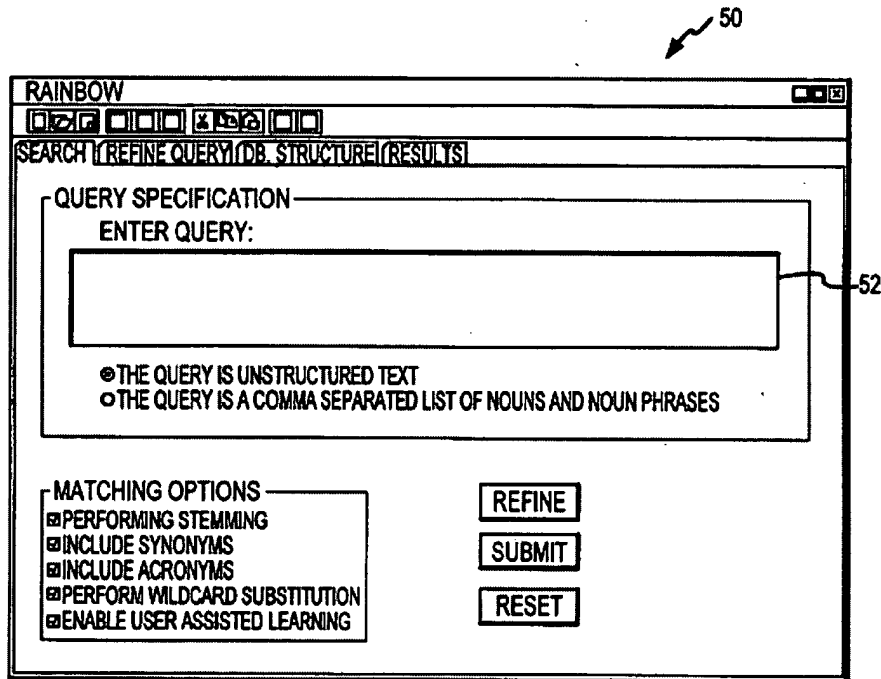 50
RAINBOW
SEARCH REFINE QUERY DB. STRUCTURE RESULTS
QUERY SPECIFICATION
ENTER QUERY:
52
THE QUERY IS UNSTRUCTURED TEXT
THE QUERY IS A COMMA SEPARATED LIST OF NOUNS AND NOUN PHRASES
MATCHING OPTIONS
PERFORMING STEMMING
INCLUDE SYNONYMS
INCLUDE ACRONYMS
PERFORM WILDCARD SUBSTITUTION
ENABLE USER ASSISTED LEARNING
REFINE
SUBMIT
RESET